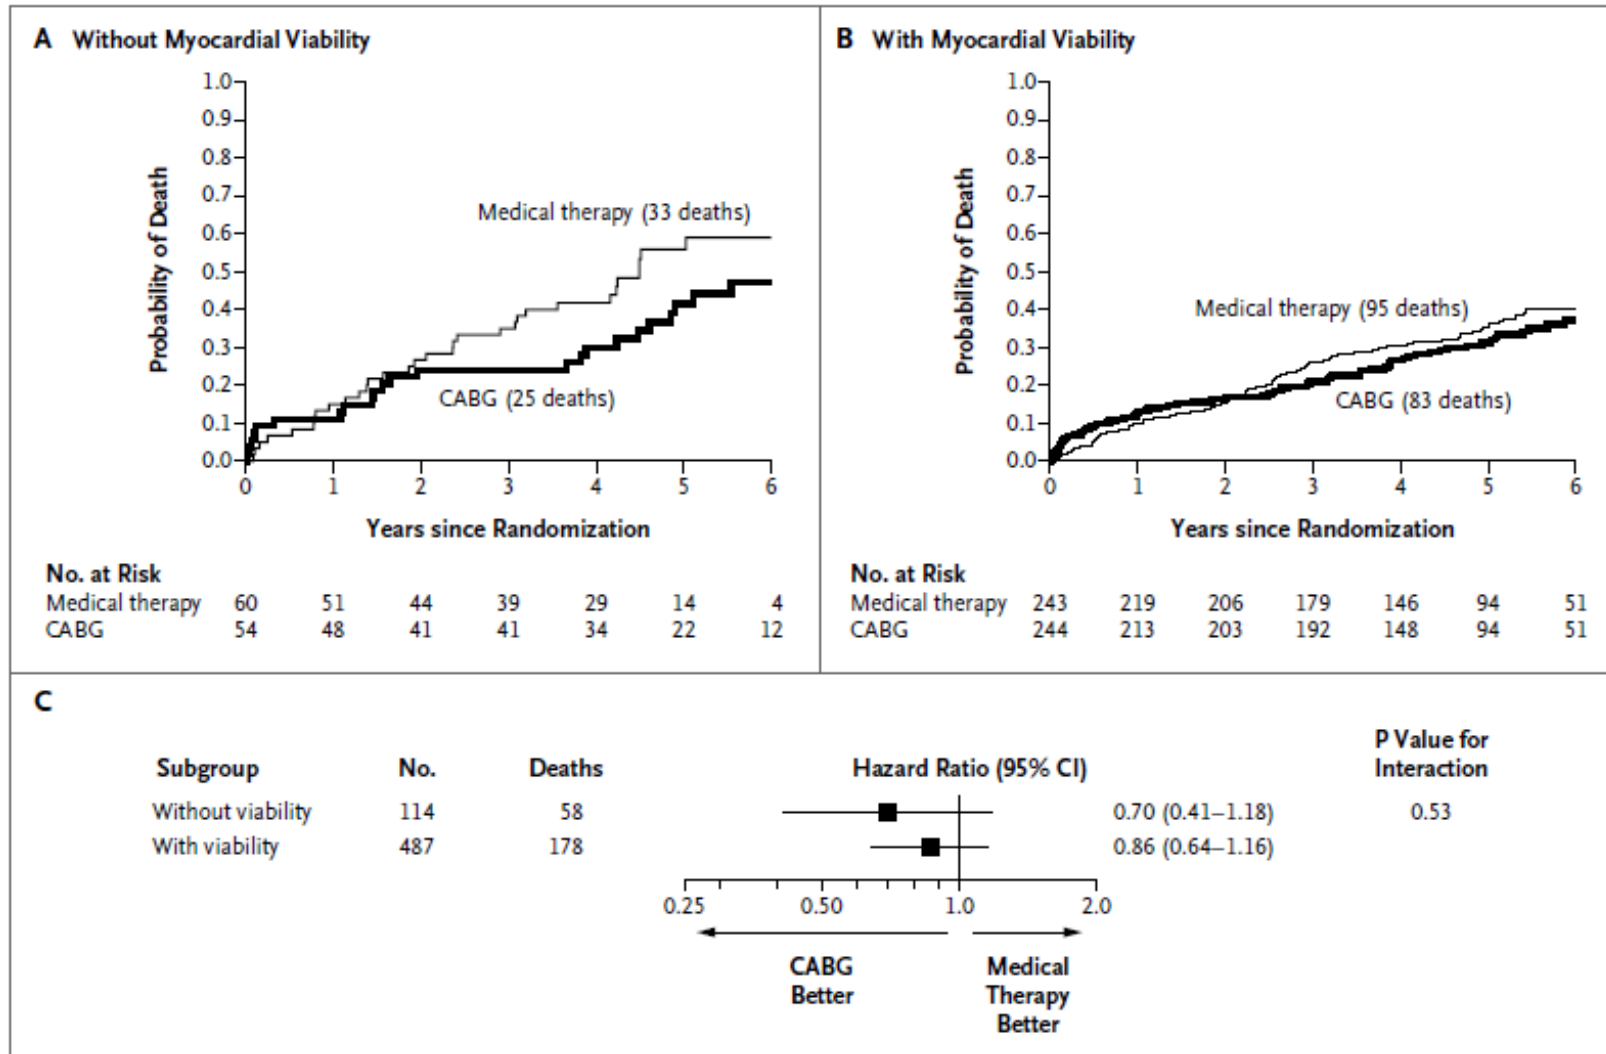 A Without Myocardial Viability
1.0
0.9
0.8
0.7
0.6
0.5
0.4
0.3
0.2
0.1
0.0
Probability of Death
Medical therapy (33 deaths)
CABG (25 deaths)
0 1 2 3 4 5 6
Years since Randomization
No. at Risk
Medical therapy 60 51 44 39 29 14 4
CABG 54 48 41 41 34 22 12
B With Myocardial Viability
1.0
0.9
0.8
0.7
0.6
0.5
0.4
0.3
0.2
0.1
0.0
Probability of Death
Medical therapy (95 deaths)
CABG (83 deaths)
0 1 2 3 4 5 6
Years since Randomization
No. at Risk
Medical therapy 243 219 206 179 146 94 51
CABG 244 213 203 192 148 94 51
C
Subgroup No. Deaths Hazard Ratio (95% CI) P Value for Interaction
Without viability 114 58 0.70 (0.41–1.18) 0.53
With viability 487 178 0.86 (0.64–1.16)
0.25 0.50 1.0 2.0
CABG
Better
Medical
Therapy
Better